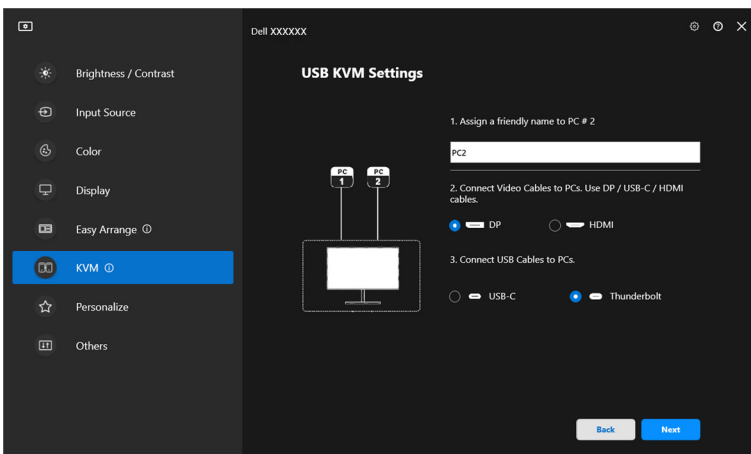 Dell XXXXXX
Brightness / Contrast
Input Source
Color
Display
Easy Arrange
KVM
Personalize
Others
USB KVM Settings
PC
1
PC
2
1. Assign a friendly name to PC # 2
PC2
2. Connect Video Cables to PCs. Use DP / USB-C / HDMI
cables.
DP
HDMI
3. Connect USB Cables to PCs.
USB-C
Thunderbolt
Back
Next